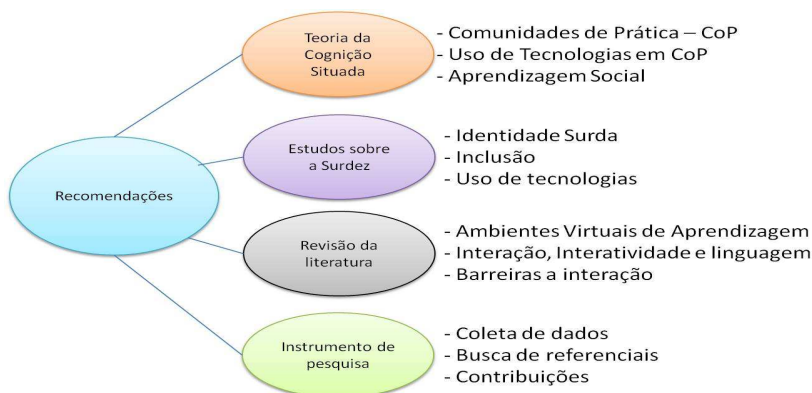 Recomendações
Teoria da
Cognição
Situada
- Comunidades de Prática – CoP
- Uso de Tecnologias em CoP
- Aprendizagem Social
Estudos sobre
a Surdez
- Identidade Surda
- Inclusão
- Uso de tecnologias
Revisão da
literatura
- Ambientes Virtuais de Aprendizagem
- Interação, Interatividade e linguagem
- Barreiras a interação
Instrumento de
pesquisa
- Coleta de dados
- Busca de referenciais
- Contribuições